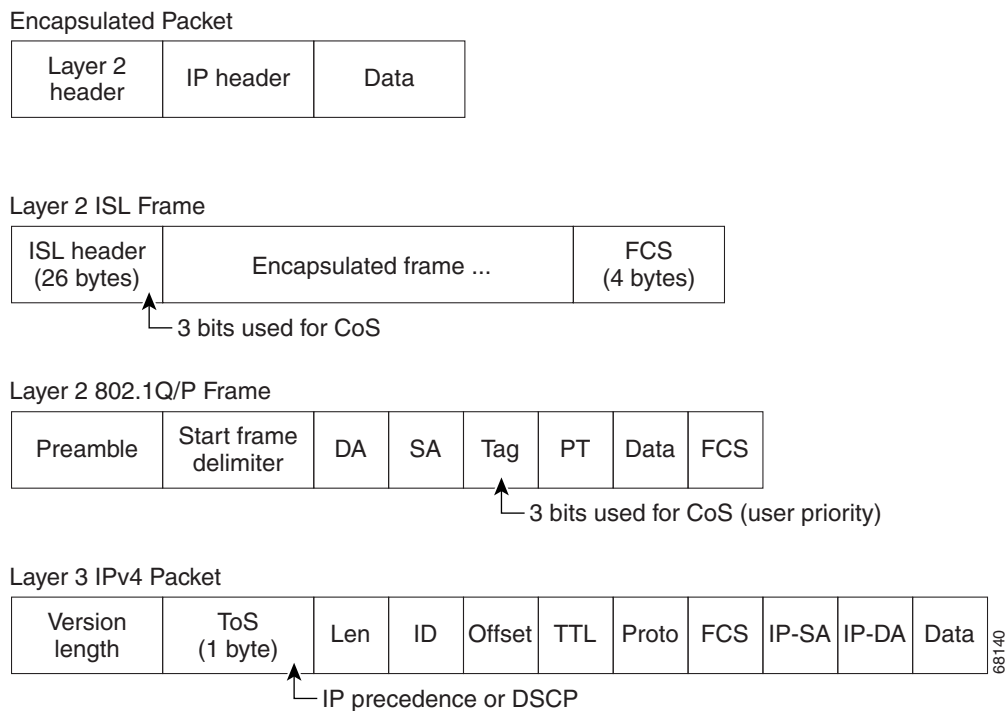 Encapsulated Packet
Layer 2
header
IP header
Data
Layer 2 ISL Frame
ISL header
(26 bytes)
Encapsulated frame ...
FCS
(4 bytes)
3 bits used for CoS
Layer 2 802.1Q/P Frame
Preamble
Start frame
delimiter
DA
SA
Tag
PT
Data
FCS
3 bits used for CoS (user priority)
Layer 3 IPv4 Packet
Version
length
ToS
(1 byte)
Len
ID
Offset
TTL
Proto
FCS
IP-SA
IP-DA
Data
IP precedence or DSCP
68140